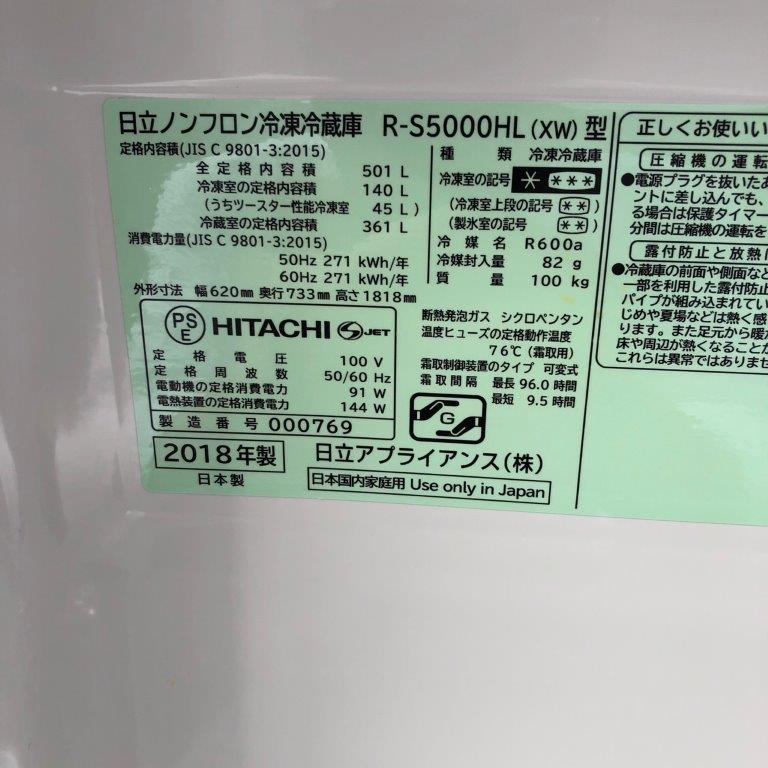 日立ノンフロン冷凍冷蔵庫 R-S5000HL (XW) 型
定格内容積(JIS C 9801-3:2015)
全定格内容積 501 L
冷凍室の定格内容積 140 L
(うちツースター性能冷凍室 45 L)
冷蔵室の定格内容積 361 L
消費電力量(JIS C 9801-3:2015)
50Hz 271 kWh/年
60Hz 271 kWh/年
外形寸法 幅620㎜ 奥行733㎜ 高さ1818㎜
種類 冷凍冷蔵庫
冷凍室の記号 * ***
(冷凍室上段の記号 **)
(製氷室の記号 **)
冷媒名 R600a
冷媒封入量 82 g
質量 100 kg
PSE HITACHI JET
定格電圧 100 V
定格周波数 50/60 Hz
電動機の定格消費電力 91 W
電熱装置の定格消費電力 144 W
製造番号 000769
断熱発泡ガス シクロペンタン
温度ヒューズの定格動作温度
76℃(霜取用)
霜取制御装置のタイプ 可変式
霜取間隔 最長 96.0 時間
最短 9.5 時間
G
2018年製
日本製
日立アプライアンス(株)
日本国内家庭用 Use only in Japan
正しくお使いい
圧縮機の運転
●電源プラグを抜いたあ
ントに差し込んでも、
る場合は保護タイマー
分間は圧縮機の運転を
露付防止と放熱
●冷蔵庫の前面や側面など
一部を利用した露付防止
パイプが組み込まれてい
じめや夏場などは熱く感
ります。また足元から暖か
床や周辺が熱くなることが
これらは異常ではありませ